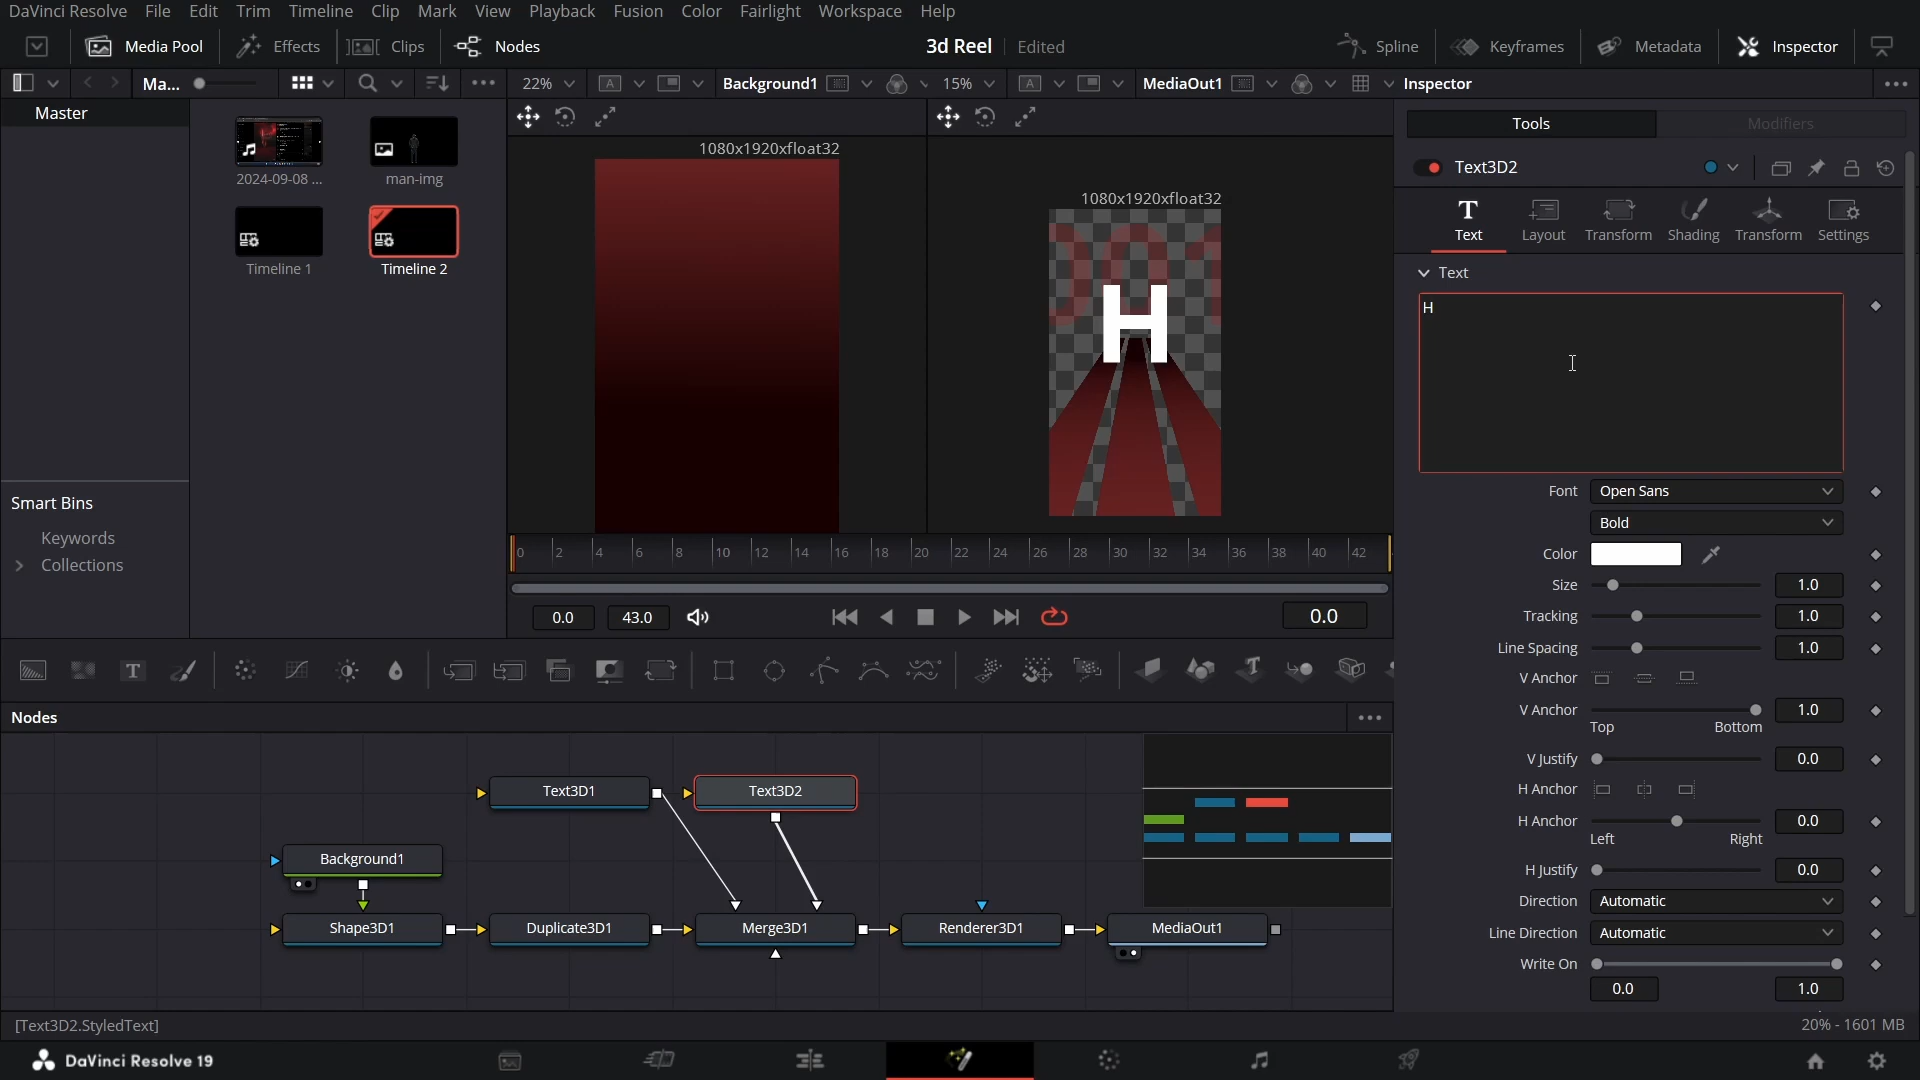 DaVinci Resolve File Edit Trim Timeline Clip Mark View Playback Fusion Color Fairlight Workspace Help
Media Pool Effects Clips Nodes 3d Reel Edited Spline Keyframes Metadata Inspector
Ma... 22% Background1 15% MediaOut1 Inspector
Master
2024-09-08 ...
man-img
Timeline 1
Timeline 2
Smart Bins
Keywords
Collections
1080x1920xfloat32
1080x1920xfloat32
H
0 2 4 6 8 10 12 14 16 18 20 22 24 26 28 30 32 34 36 38 40 42
0.0 43.0 0.0
Nodes
Text3D1 Text3D2
Background1
Shape3D1 Duplicate3D1 Merge3D1 Renderer3D1 MediaOut1
Tools Modifiers
Text3D2
Text Layout Transform Shading Transform Settings
Text
H
Font Open Sans
Bold
Color
Size 1.0
Tracking 1.0
Line Spacing 1.0
V Anchor
V Anchor 1.0
Top Bottom
V Justify 0.0
H Anchor
H Anchor 0.0
Left Right
H Justify 0.0
Direction Automatic
Line Direction Automatic
Write On
0.0 1.0
[Text3D2.StyledText] 20% - 1601 MB
DaVinci Resolve 19